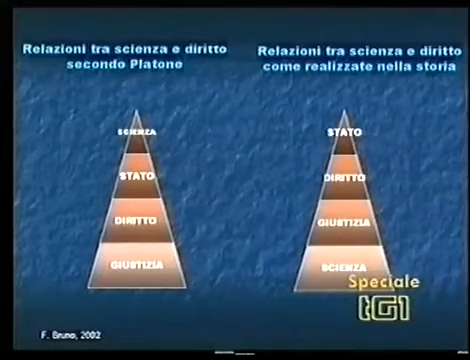 Relazioni tra scienza e diritto
secondo Platone
Relazioni tra scienza e diritto
come realizzate nella storia
SCIENZA
STATO
DIRITTO
GIUSTIZIA
STATO
DIRITTO
GIUSTIZIA
SCIENZA
Speciale
tG1
F. Bruno, 2002